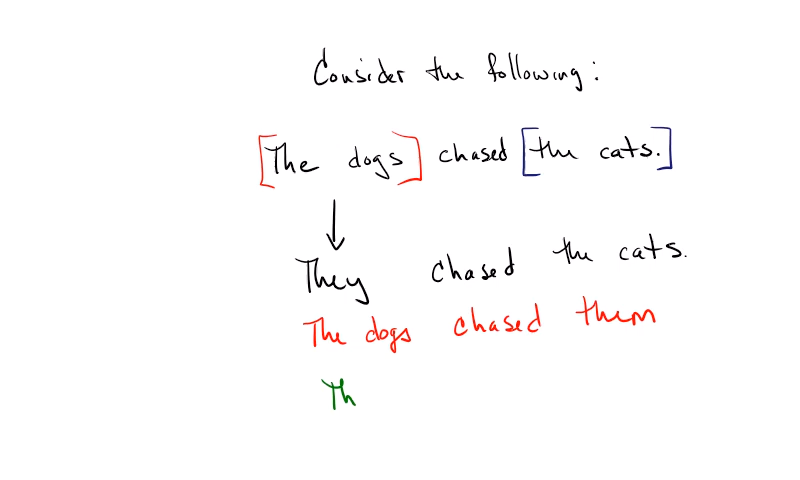 Consider the following:
[The dogs] chased [the cats.]
They chased the cats.
The dogs chased them
Th